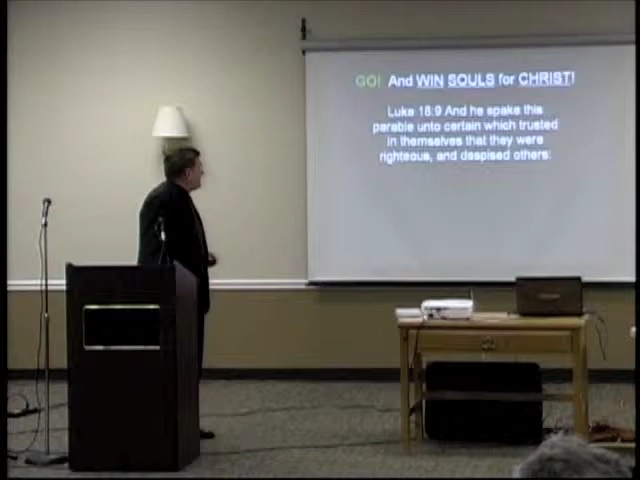 GO! And WIN SOULS for CHRIST!
Luke 18:9 And he spake this
parable unto certain which trusted
in themselves that they were
righteous, and despised others: